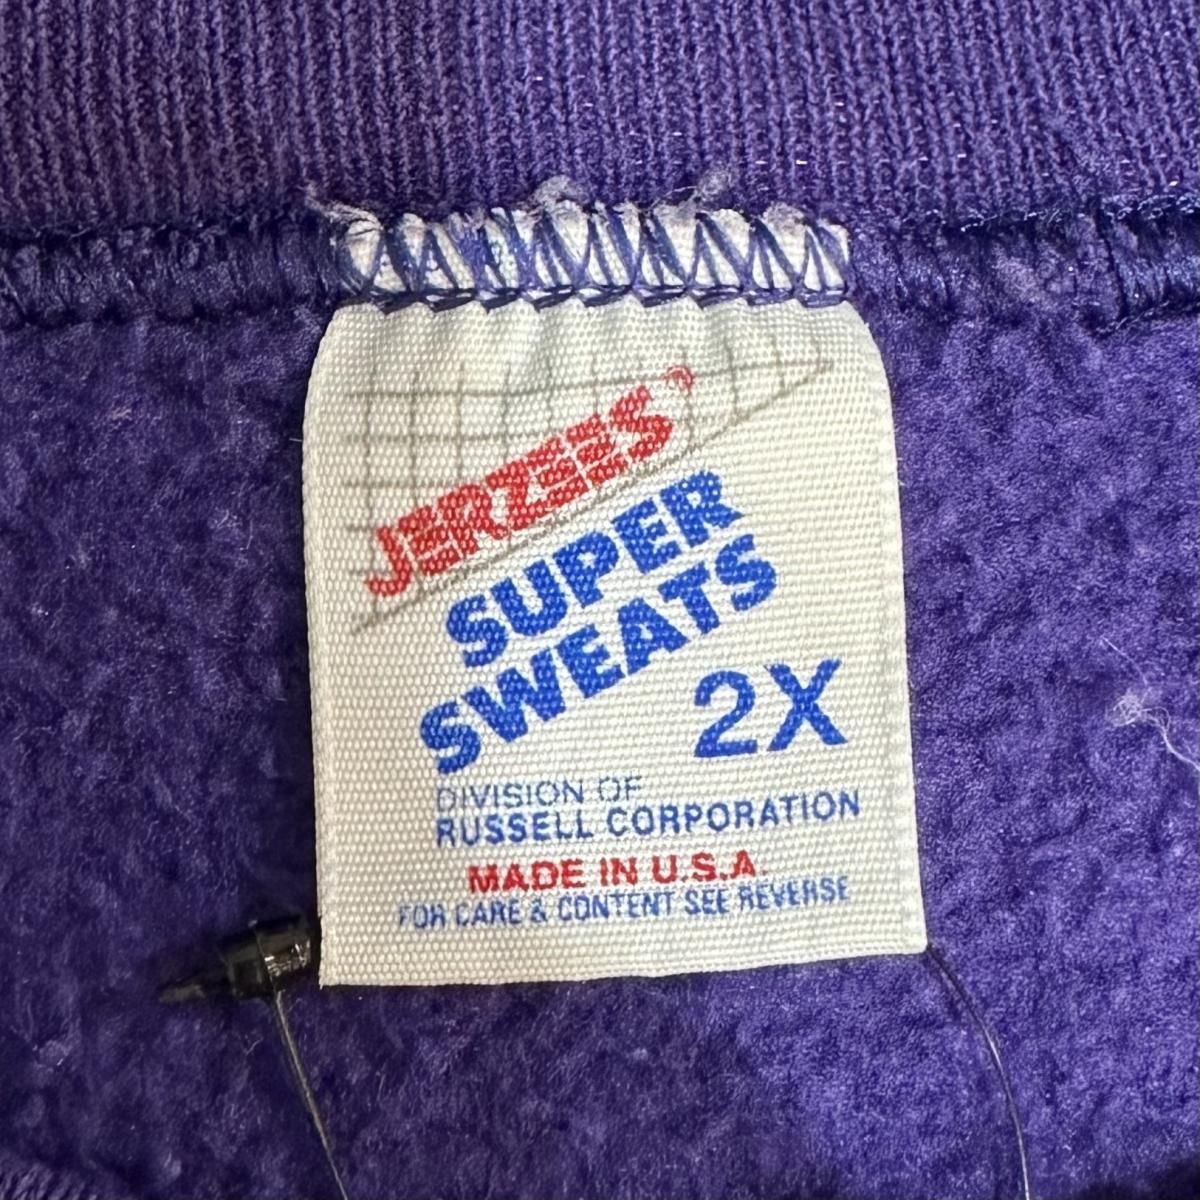 JERZEES®
SUPER
SWEATS
2X
DIVISION OF
RUSSELL CORPORATION
MADE IN U.S.A.
FOR CARE & CONTENT SEE REVERSE